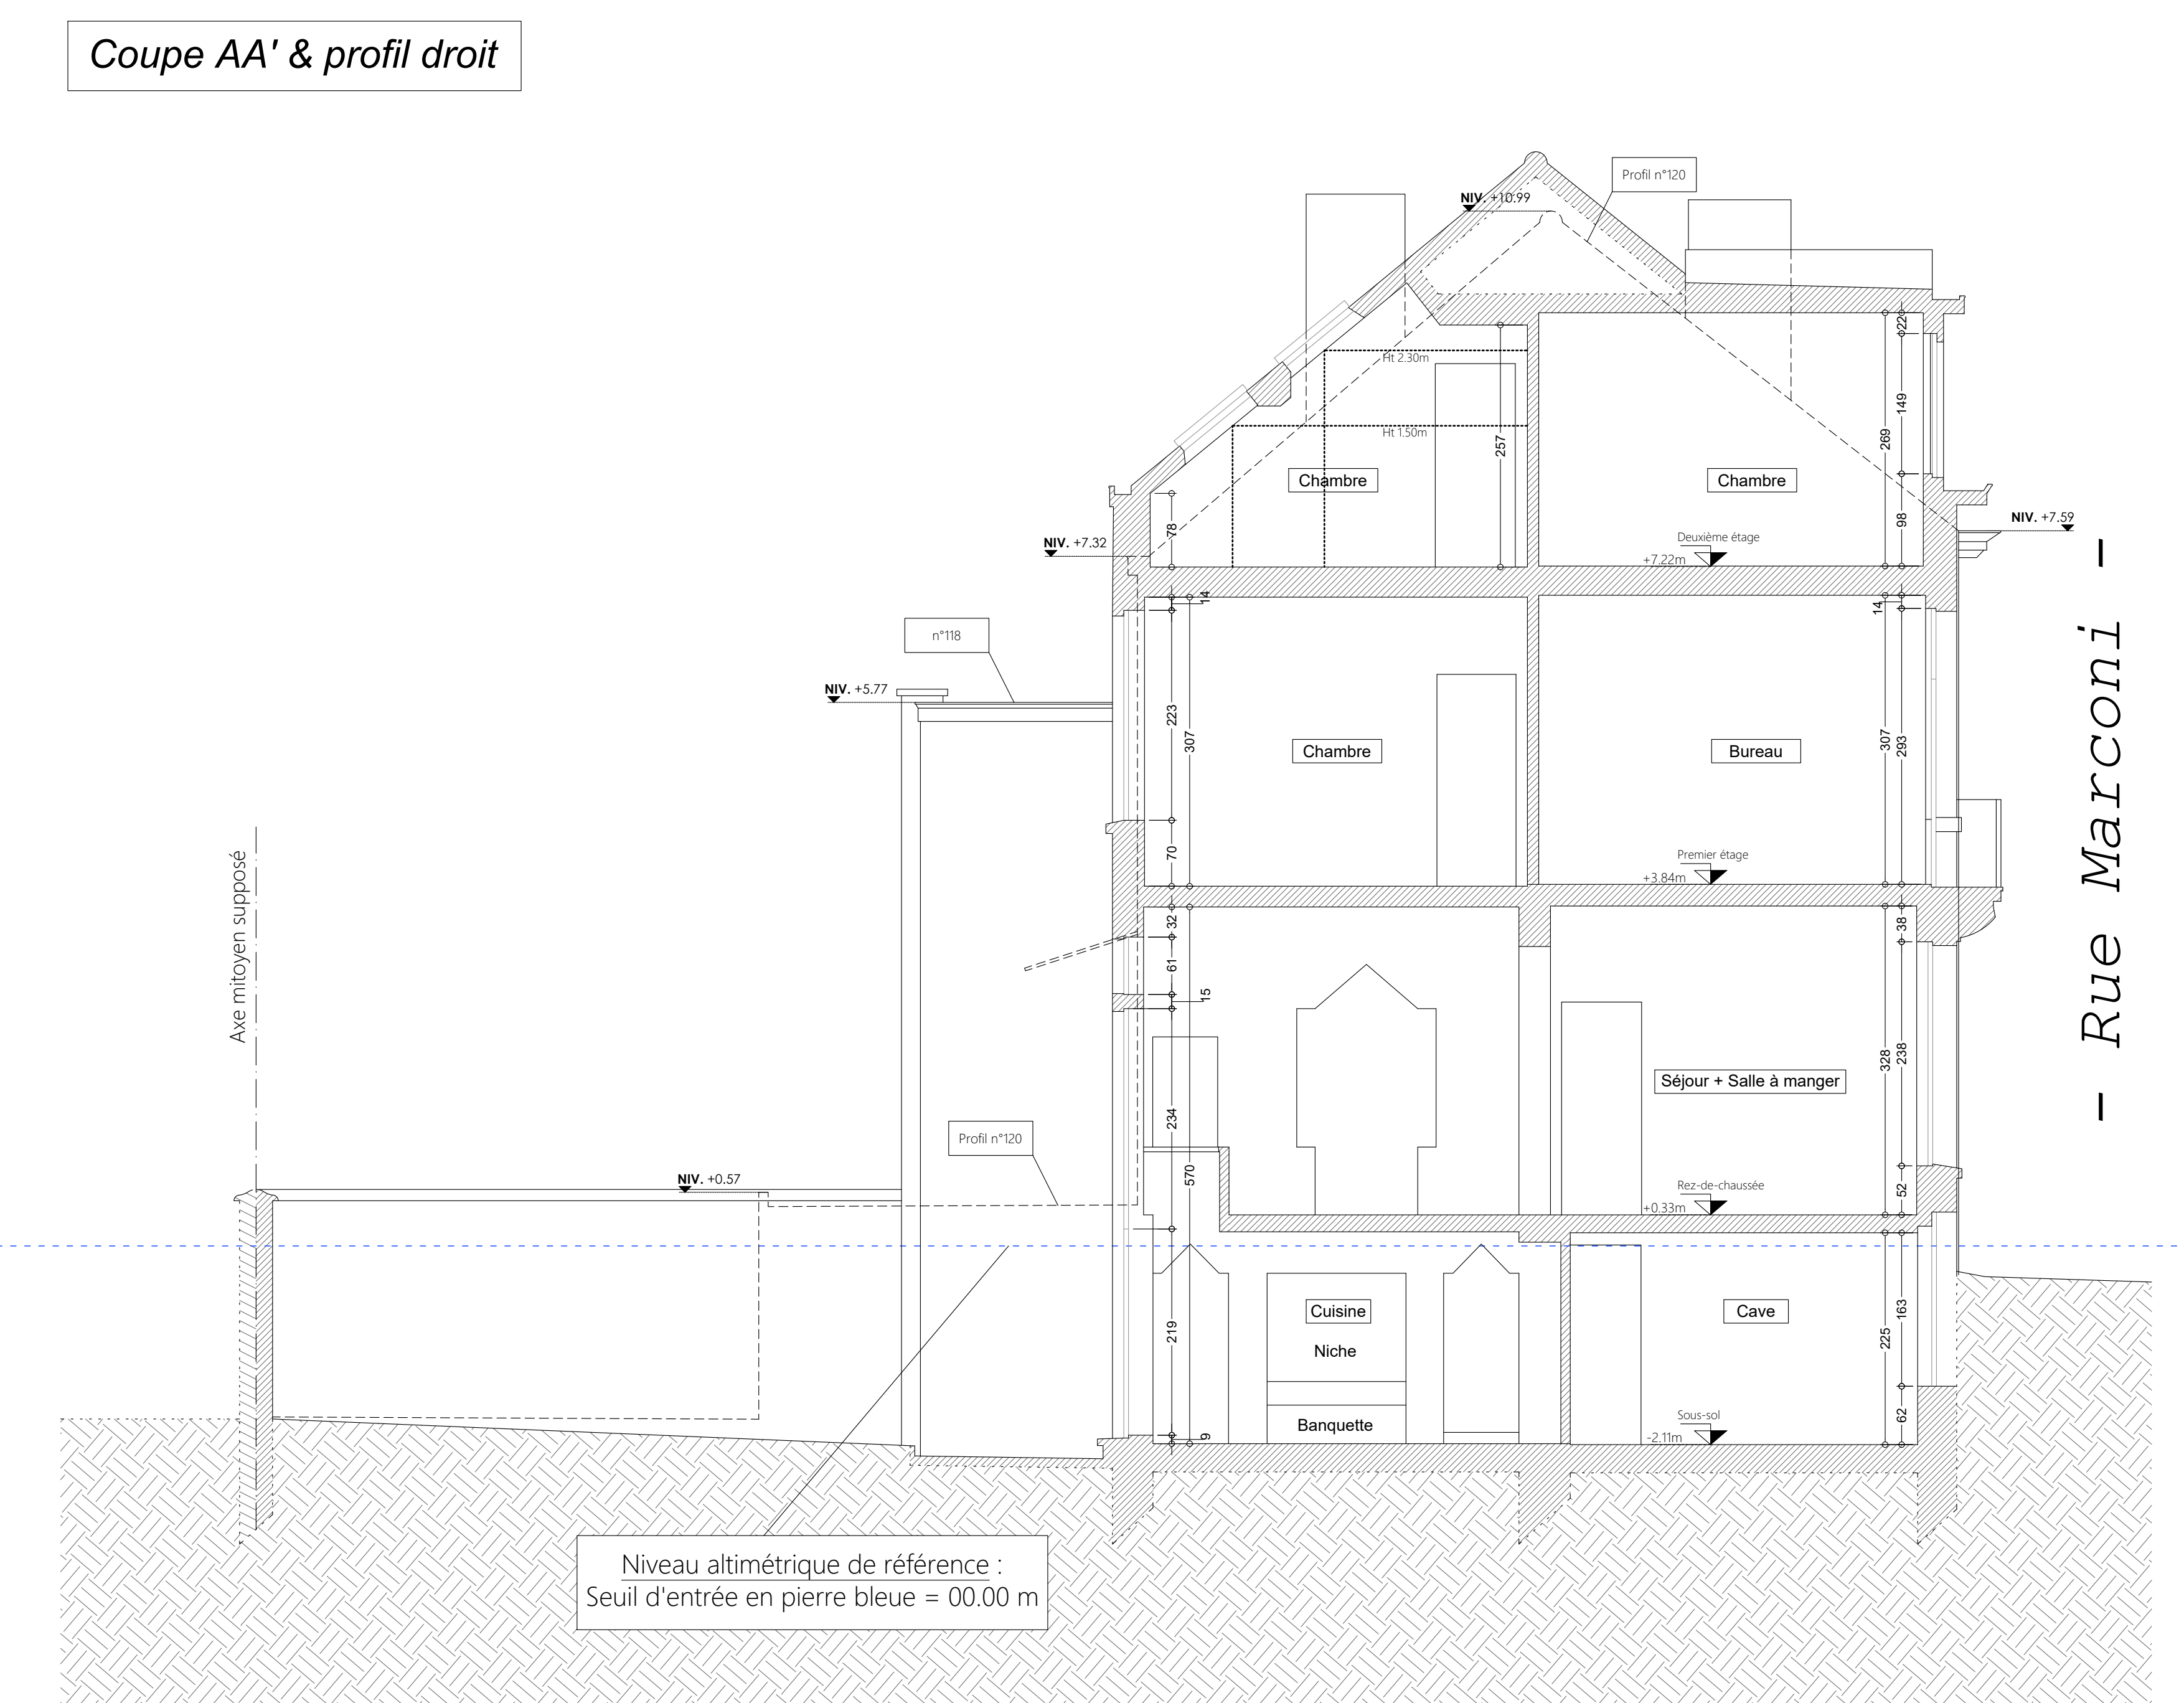 Coupe AA' & profil droit
Profil n°120
NIV. +10.99
22
Ht 2.30m
149
269
257
Ht 1.50m
Chambre
Chambre
98
78
NIV. +7.59
Deuxième étage
+7.22m
NIV. +7.32
14
14
n°118
NIV. +5.77
223
307
Chambre
Bureau
307
293
70
Premier étage
+3.84m
- Rue Marconi -
Axe mitoyen supposé
32
38
61
15
328
238
Séjour + Salle à manger
234
Profil n°120
570
NIV. +0.57
Rez-de-chaussée
+0.33m
52
Cuisine
Cave
163
219
225
Niche
Sous-sol
-2.11m
62
Banquette
9
Niveau altimétrique de référence :
Seuil d'entrée en pierre bleue = 00.00 m